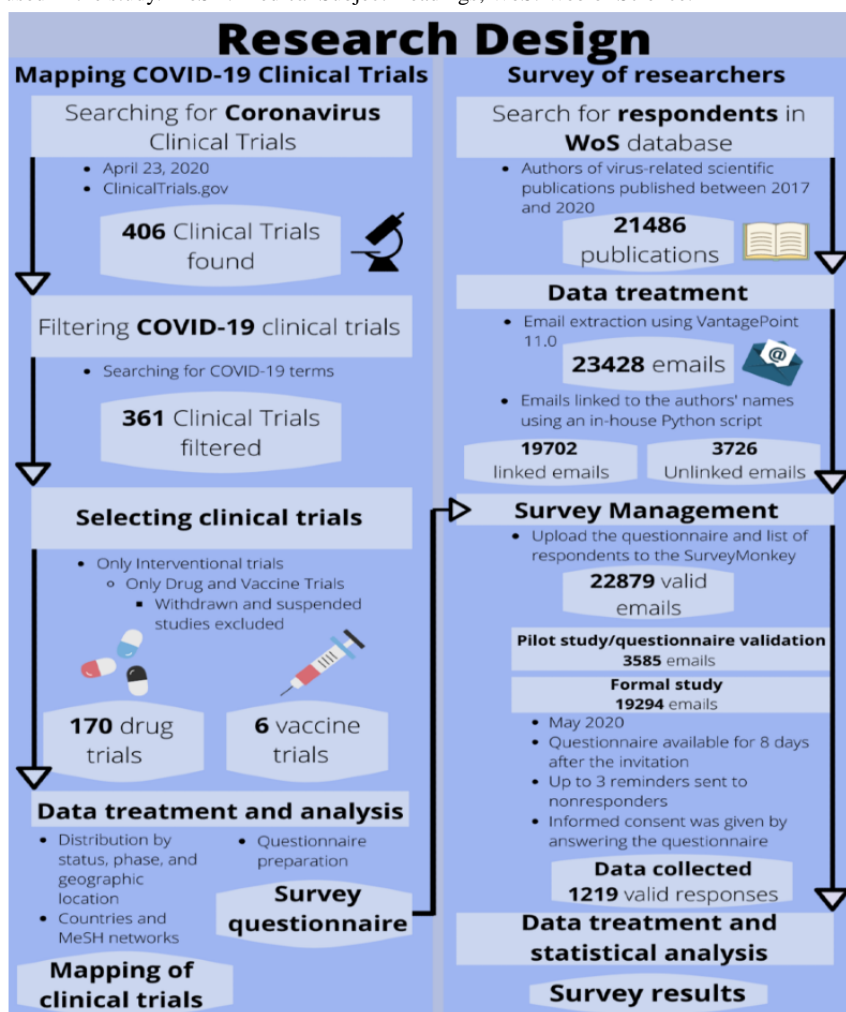 Research Design
Mapping COVID-19 Clinical Trials
Searching for Coronavirus
Clinical Trials
• April 23, 2020
• ClinicalTrials.gov
406 Clinical Trials
found
Filtering COVID-19 clinical trials
• Searching for COVID-19 terms
361 Clinical Trials
filtered
Selecting clinical trials
• Only Interventional trials
○ Only Drug and Vaccine Trials
■ Withdrawn and suspended
studies excluded
170 drug
trials
6 vaccine
trials
Data treatment and analysis
• Distribution by
status, phase, and
geographic
location
• Countries and
MeSH networks
• Questionnaire
preparation
Survey
questionnaire
Mapping of
clinical trials
Survey of researchers
Search for respondents in
WoS database
• Authors of virus-related scientific
publications published between 2017
and 2020
21486
publications
Data treatment
• Email extraction using VantagePoint
11.0
23428 emails
@
• Emails linked to the authors' names
using an in-house Python script
19702
linked emails
3726
Unlinked emails
Survey Management
• Upload the questionnaire and list of
respondents to the SurveyMonkey
22879 valid
emails
Pilot study/questionnaire validation
3585 emails
Formal study
19294 emails
• May 2020
• Questionnaire available for 8 days
after the invitation
• Up to 3 reminders sent to
nonresponders
• Informed consent was given by
answering the questionnaire
Data collected
1219 valid responses
Data treatment and
statistical analysis
Survey results